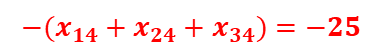 −(x₁₄ + x₂₄ + x₃₄) = −25